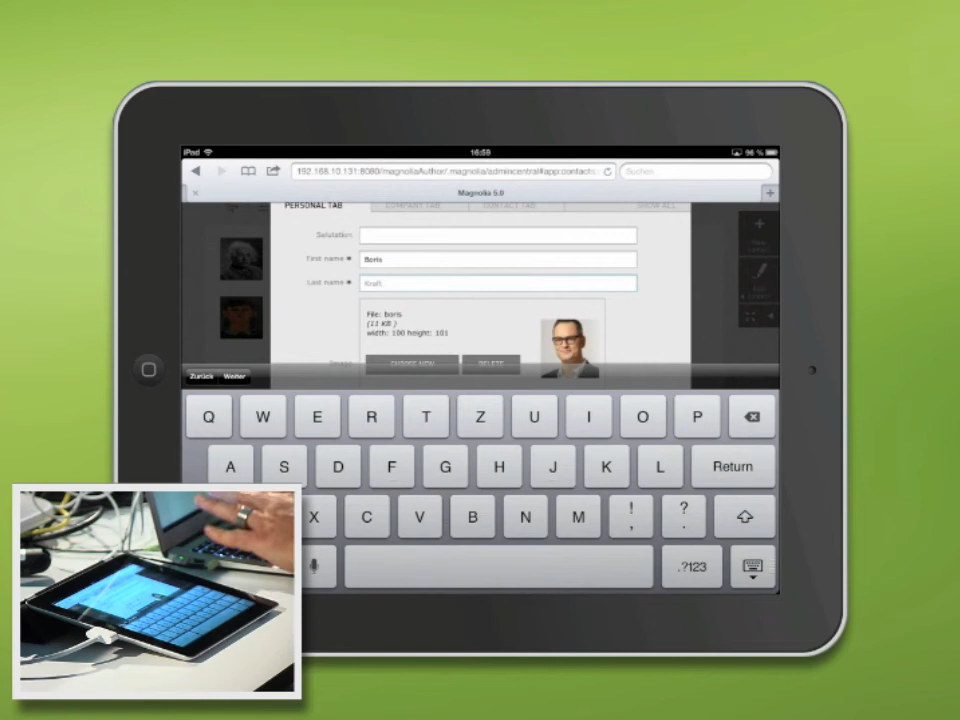 iPad 16:59 96 %
192.168.10.131:8080/magnoliaAuthor/.magnolia/admincentral#app:contacts: Suchen
Magnolia 5.0
PERSONAL TAB COMPANY TAB CONTACT TAB SHOW ALL
Salutation
First name * Boris
Last name * Kraft
File: boris
(11 KB )
width: 100 height: 101
Image CHOOSE NEW DELETE
Zurück Weiter
Q W E R T Z U I O P
A S D F G H J K L Return
X C V B N M ! , ? .
.?123